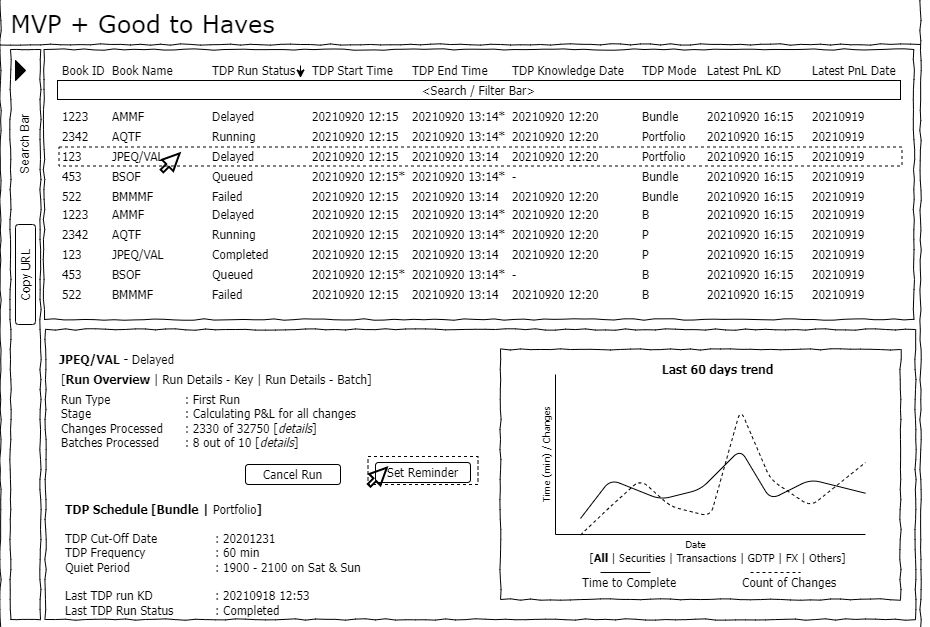 MVP + Good to Haves
Search Bar
Copy URL
Book ID Book Name TDP Run Status TDP Start Time TDP End Time TDP Knowledge Date TDP Mode Latest PnL KD Latest PnL Date
<Search / Filter Bar>
1223 AMMF Delayed 20210920 12:15 20210920 13:14* 20210920 12:20 Bundle 20210920 16:15 20210919
2342 AQTF Running 20210920 12:15 20210920 13:14* 20210920 12:20 Portfolio 20210920 16:15 20210919
123 JPEQ/VAL Delayed 20210920 12:15 20210920 13:14 20210920 12:20 Portfolio 20210920 16:15 20210919
453 BSOF Queued 20210920 12:15* 20210920 13:14* - Bundle 20210920 16:15 20210919
522 BMMMF Failed 20210920 12:15 20210920 13:14 20210920 12:20 Bundle 20210920 16:15 20210919
1223 AMMF Delayed 20210920 12:15 20210920 13:14* 20210920 12:20 B 20210920 16:15 20210919
2342 AQTF Running 20210920 12:15 20210920 13:14* 20210920 12:20 P 20210920 16:15 20210919
123 JPEQ/VAL Completed 20210920 12:15 20210920 13:14 20210920 12:20 P 20210920 16:15 20210919
453 BSOF Queued 20210920 12:15* 20210920 13:14* - B 20210920 16:15 20210919
522 BMMMF Failed 20210920 12:15 20210920 13:14 20210920 12:20 B 20210920 16:15 20210919
JPEQ/VAL - Delayed
[Run Overview | Run Details - Key | Run Details - Batch]
Run Type : First Run
Stage : Calculating P&L for all changes
Changes Processed : 2330 of 32750 [details]
Batches Processed : 8 out of 10 [details]
Cancel Run
Set Reminder
TDP Schedule [Bundle | Portfolio]
TDP Cut-Off Date : 20201231
TDP Frequency : 60 min
Quiet Period : 1900 - 2100 on Sat & Sun
Last TDP run KD : 20210918 12:53
Last TDP Run Status : Completed
Last 60 days trend
Time (min) / Changes
Date
[All | Securities | Transactions | GDTP | FX | Others]
Time to Complete
Count of Changes